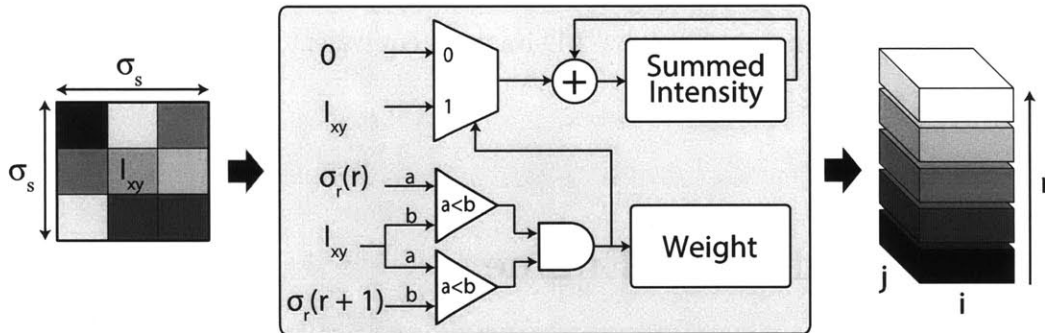 σs
σs
Ixy
0
0
Ixy
1
+
Summed
Intensity
σr(r)
a
a<b
b
Ixy
a
a<b
σr(r + 1)
b
Weight
r
j
i